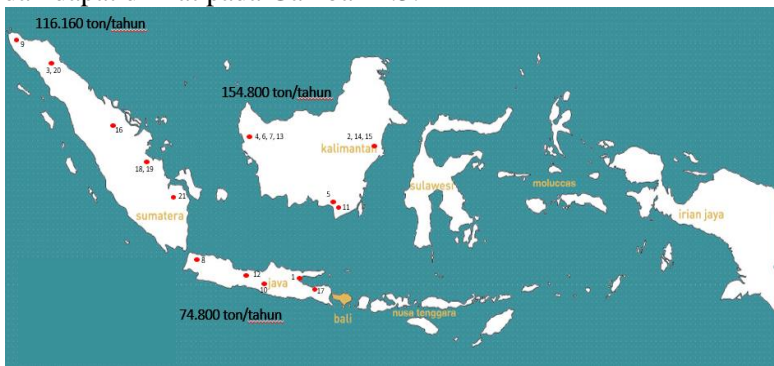 116.160 ton/tahun
9
3, 20
154.800 ton/tahun
16
4, 6, 7, 13
2, 14, 15
kalimantan
18, 19
sulawesi
moluccas
5
11
21
sumatera
irian jaya
8
12
java
1
10
17
74.800 ton/tahun
bali
nusa tenggara